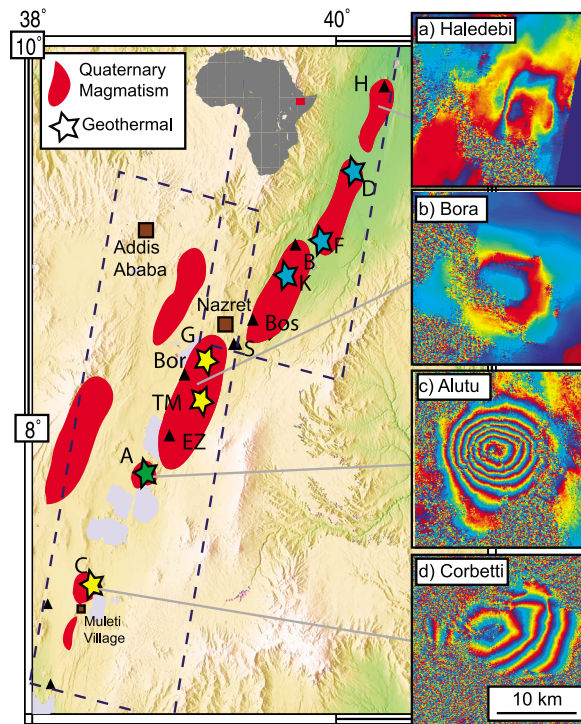 38°
40°
10°
8°
Quaternary
Magmatism
Geothermal
H
D
Addis
Ababa
F
B
K
Nazret
Bos
G
S
Bor
TM
EZ
A
C
Muleti
Village
a) Haledebi
b) Bora
c) Alutu
d) Corbetti
10 km